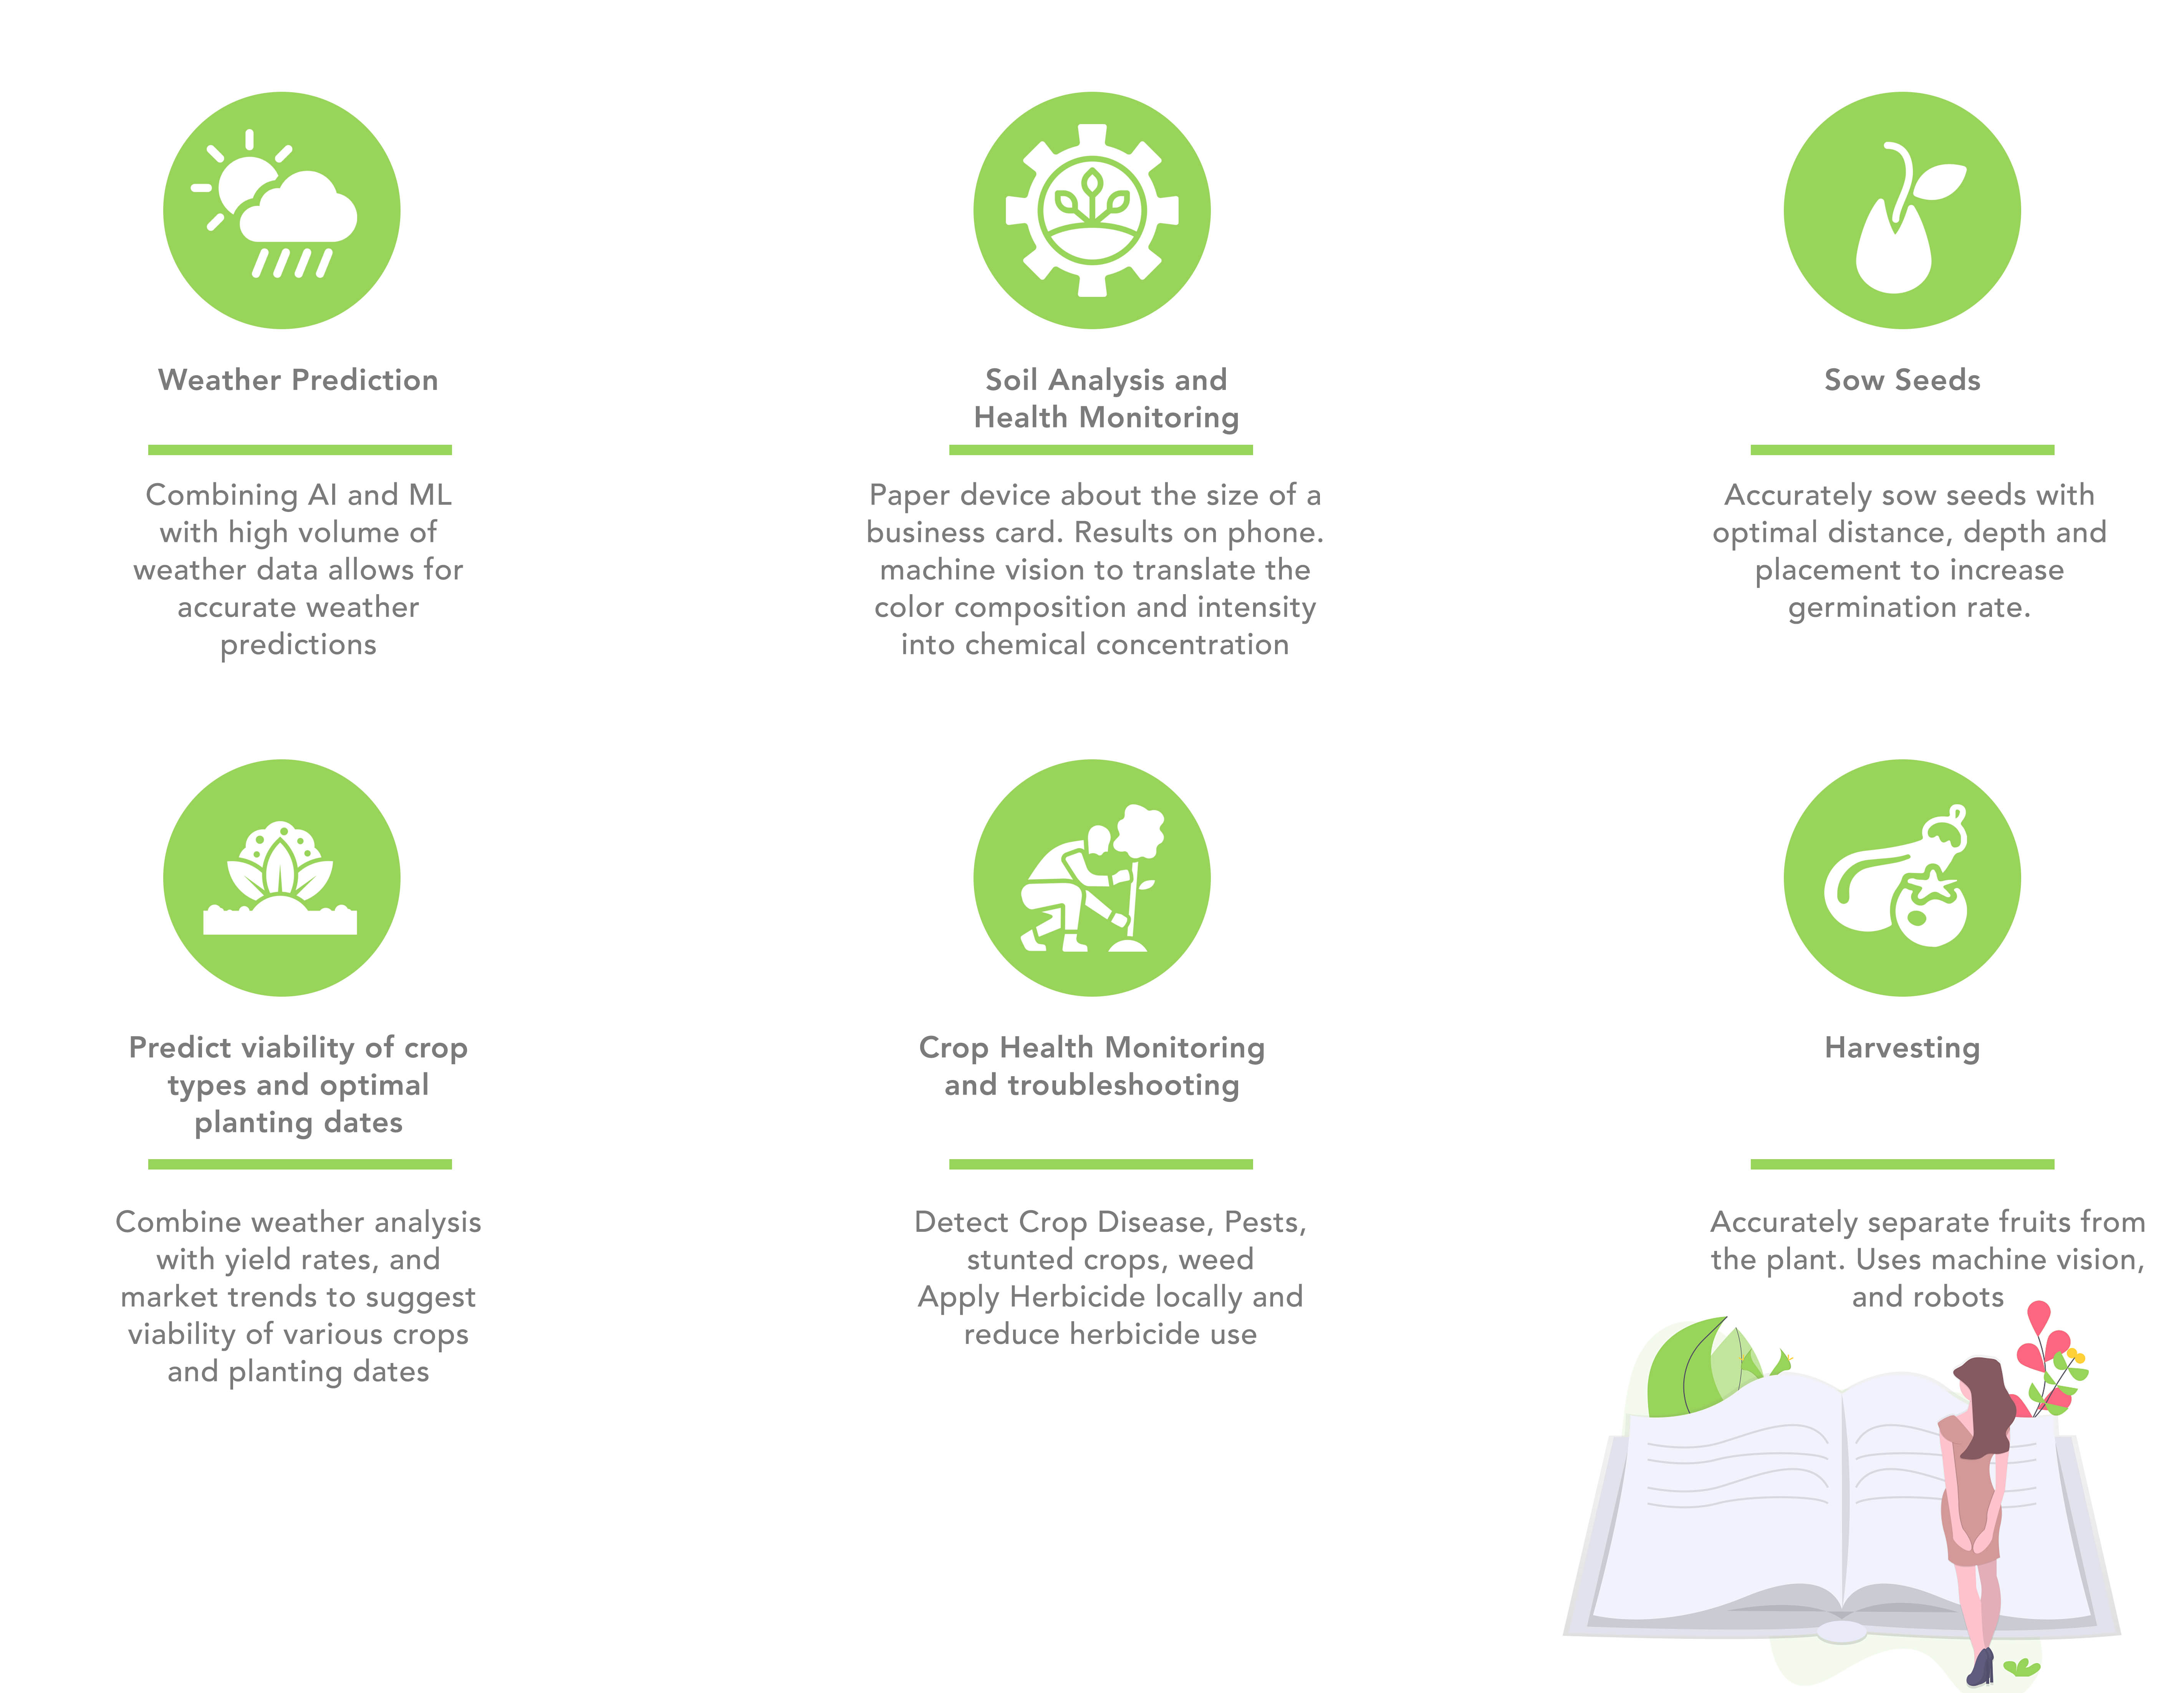 Weather Prediction
Combining AI and ML
with high volume of
weather data allows for
accurate weather
predictions
Soil Analysis and
Health Monitoring
Paper device about the size of a
business card. Results on phone.
machine vision to translate the
color composition and intensity
into chemical concentration
Sow Seeds
Accurately sow seeds with
optimal distance, depth and
placement to increase
germination rate.
Predict viability of crop
types and optimal
planting dates
Combine weather analysis
with yield rates, and
market trends to suggest
viability of various crops
and planting dates
Crop Health Monitoring
and troubleshooting
Detect Crop Disease, Pests,
stunted crops, weed
Apply Herbicide locally and
reduce herbicide use
Harvesting
Accurately separate fruits from
the plant. Uses machine vision,
and robots